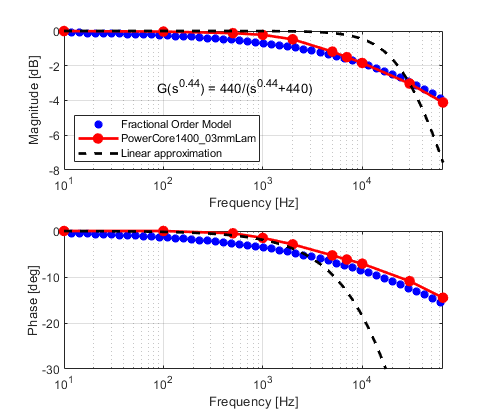 0
-2
-4
-6
-8
Magnitude [dB]
G(s^0.44) = 440/(s^0.44+440)
Fractional Order Model
PowerCore1400_03mmLam
Linear approximation
10^1 10^2 10^3 10^4
Frequency [Hz]
0
-10
-20
-30
Phase [deg]
10^1 10^2 10^3 10^4
Frequency [Hz]